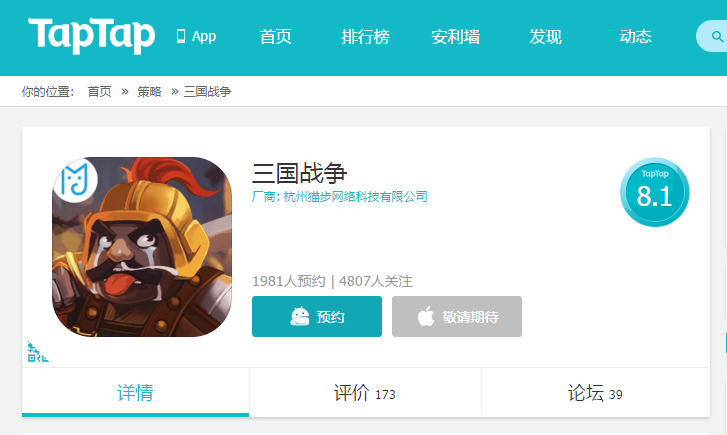 TapTap App 首页 排行榜 安利墙 发现 动态
你的位置: 首页 » 策略 » 三国战争
三国战争
厂商: 杭州猫步网络科技有限公司
TapTap
8.1
1981人预约 | 4807人关注
预约 敬请期待
详情 评价 173 论坛 39